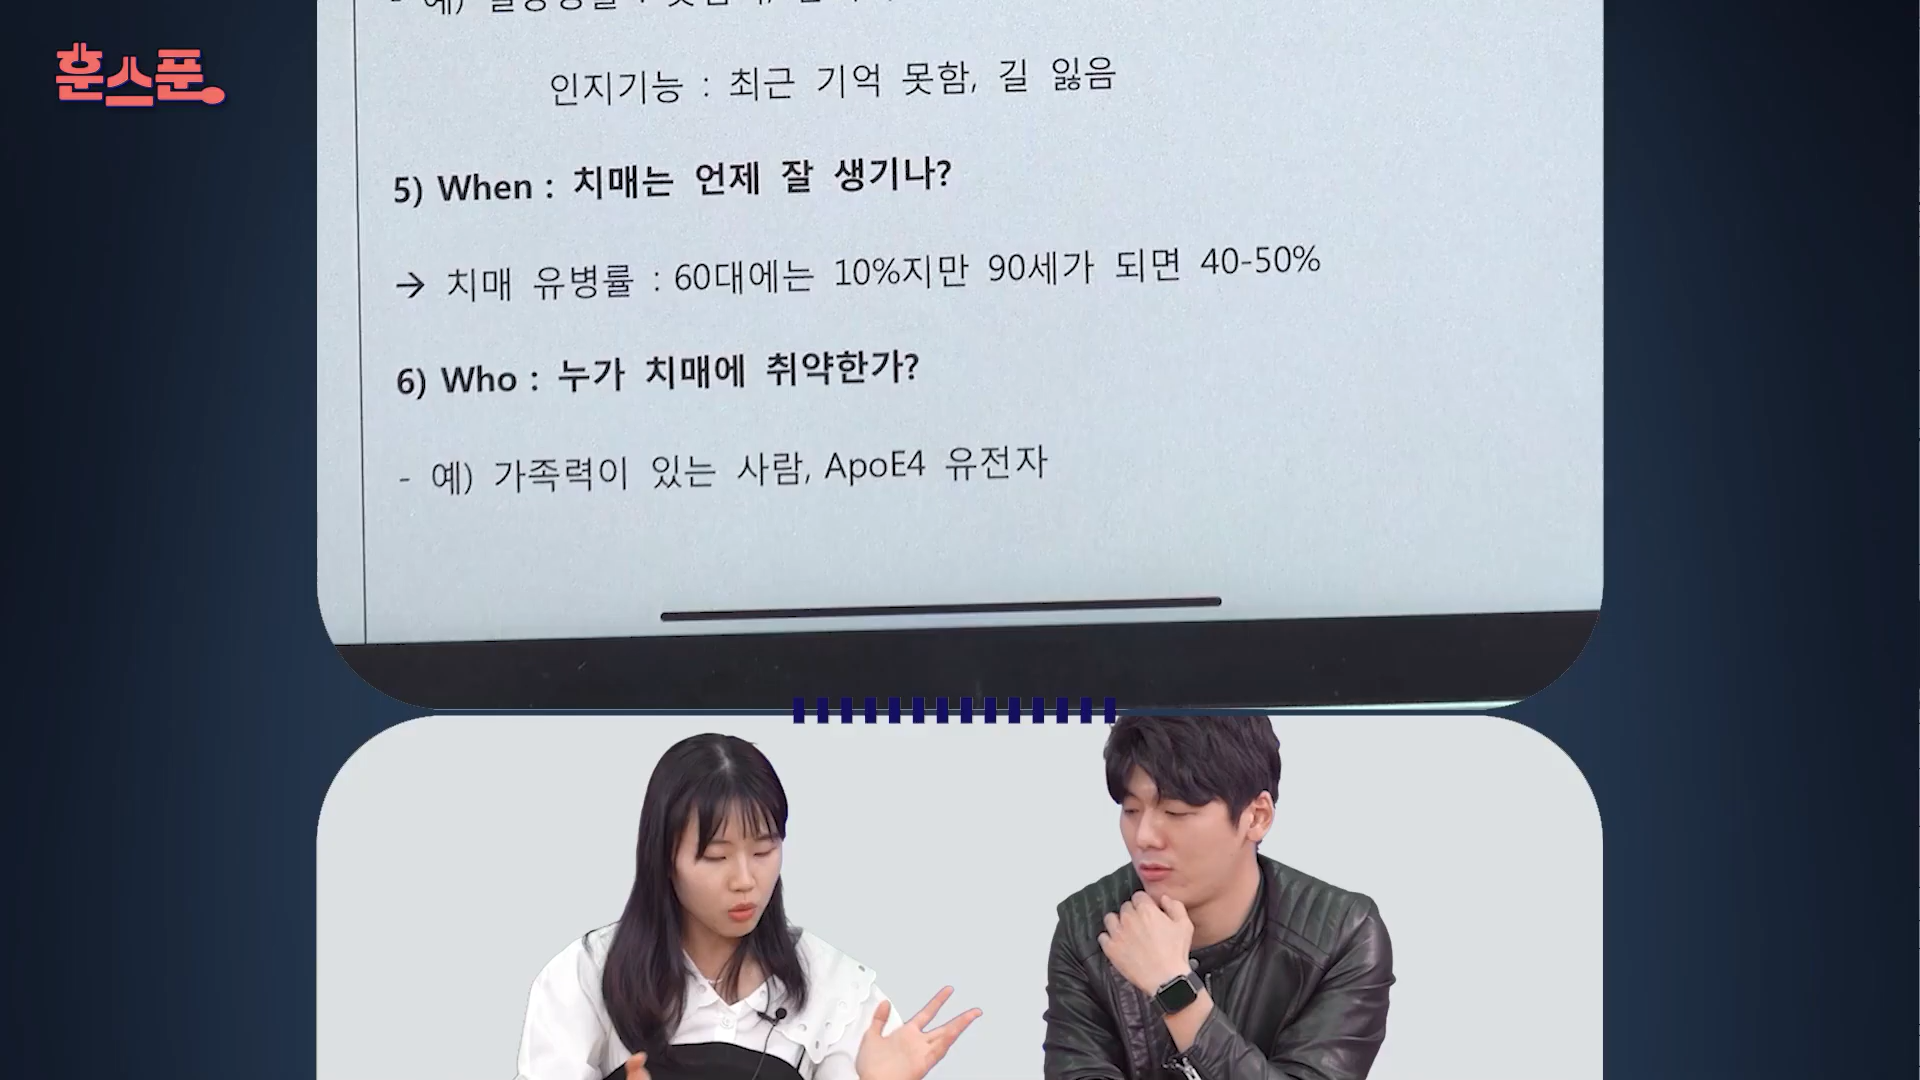 훈스푼
- 예)
인지기능 : 최근 기억 못함, 길 잃음
5) When : 치매는 언제 잘 생기나?
→ 치매 유병률 : 60대에는 10%지만 90세가 되면 40-50%
6) Who : 누가 치매에 취약한가?
- 예) 가족력이 있는 사람, ApoE4 유전자